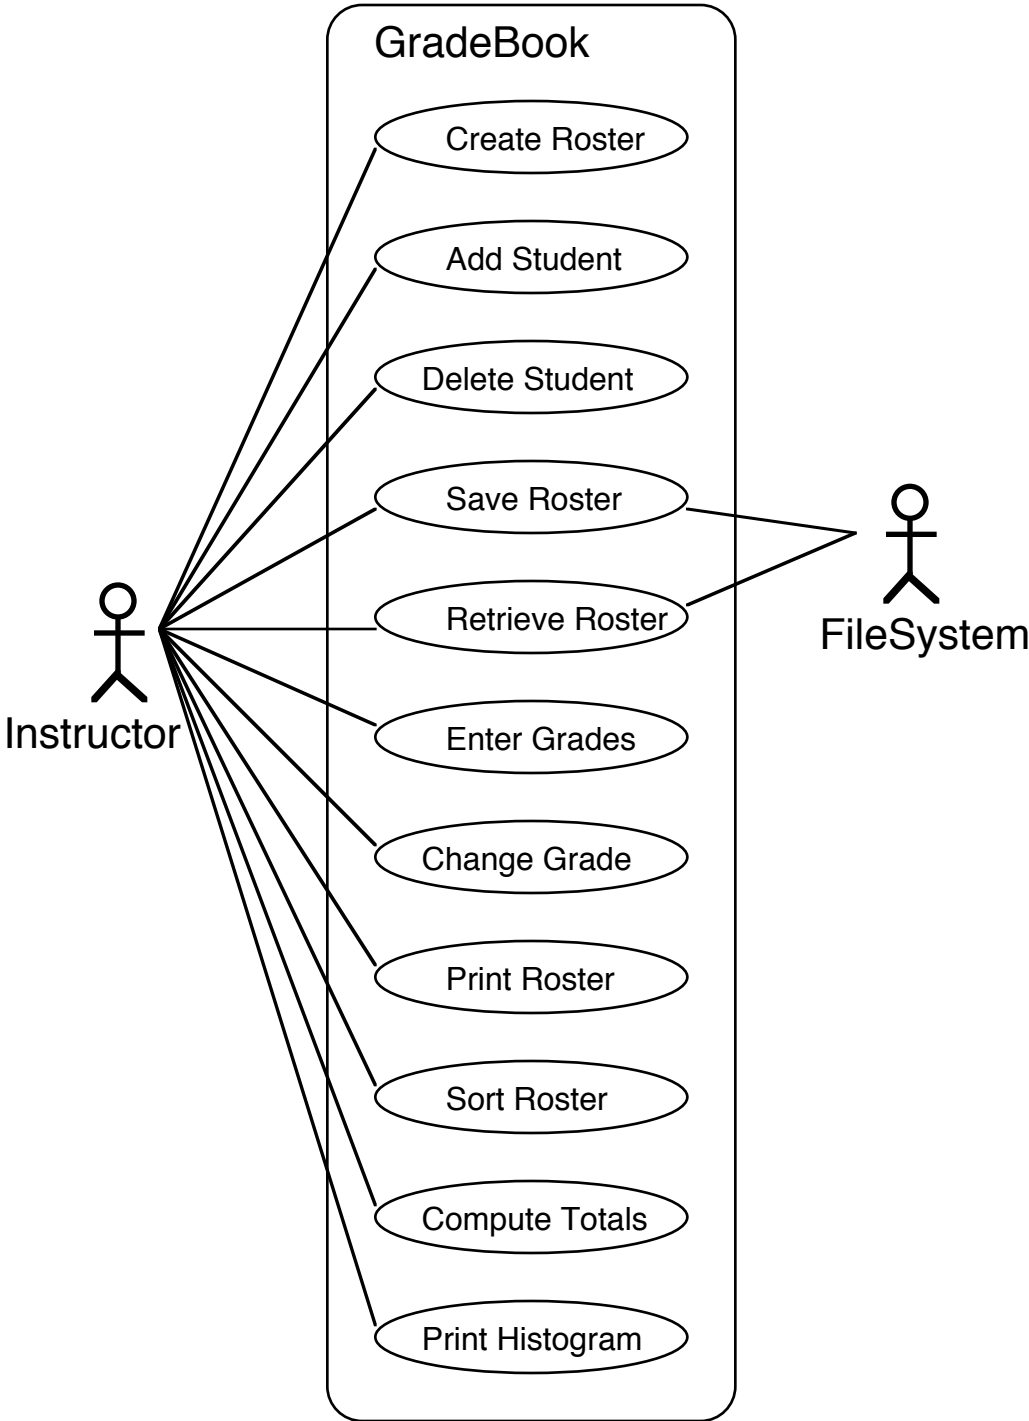 GradeBook
Create Roster
Add Student
Delete Student
Save Roster
Retrieve Roster
FileSystem
Instructor
Enter Grades
Change Grade
Print Roster
Sort Roster
Compute Totals
Print Histogram